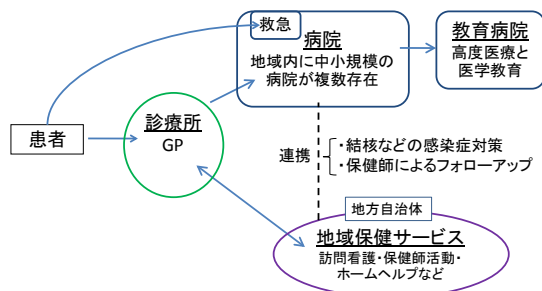 救急
病院
地域内に中小規模の
病院が複数存在
教育病院
高度医療と
医学教育
患者
診療所
GP
連携
・結核などの感染症対策
・保健師によるフォローアップ
地方自治体
地域保健サービス
訪問看護・保健師活動・
ホームヘルプなど